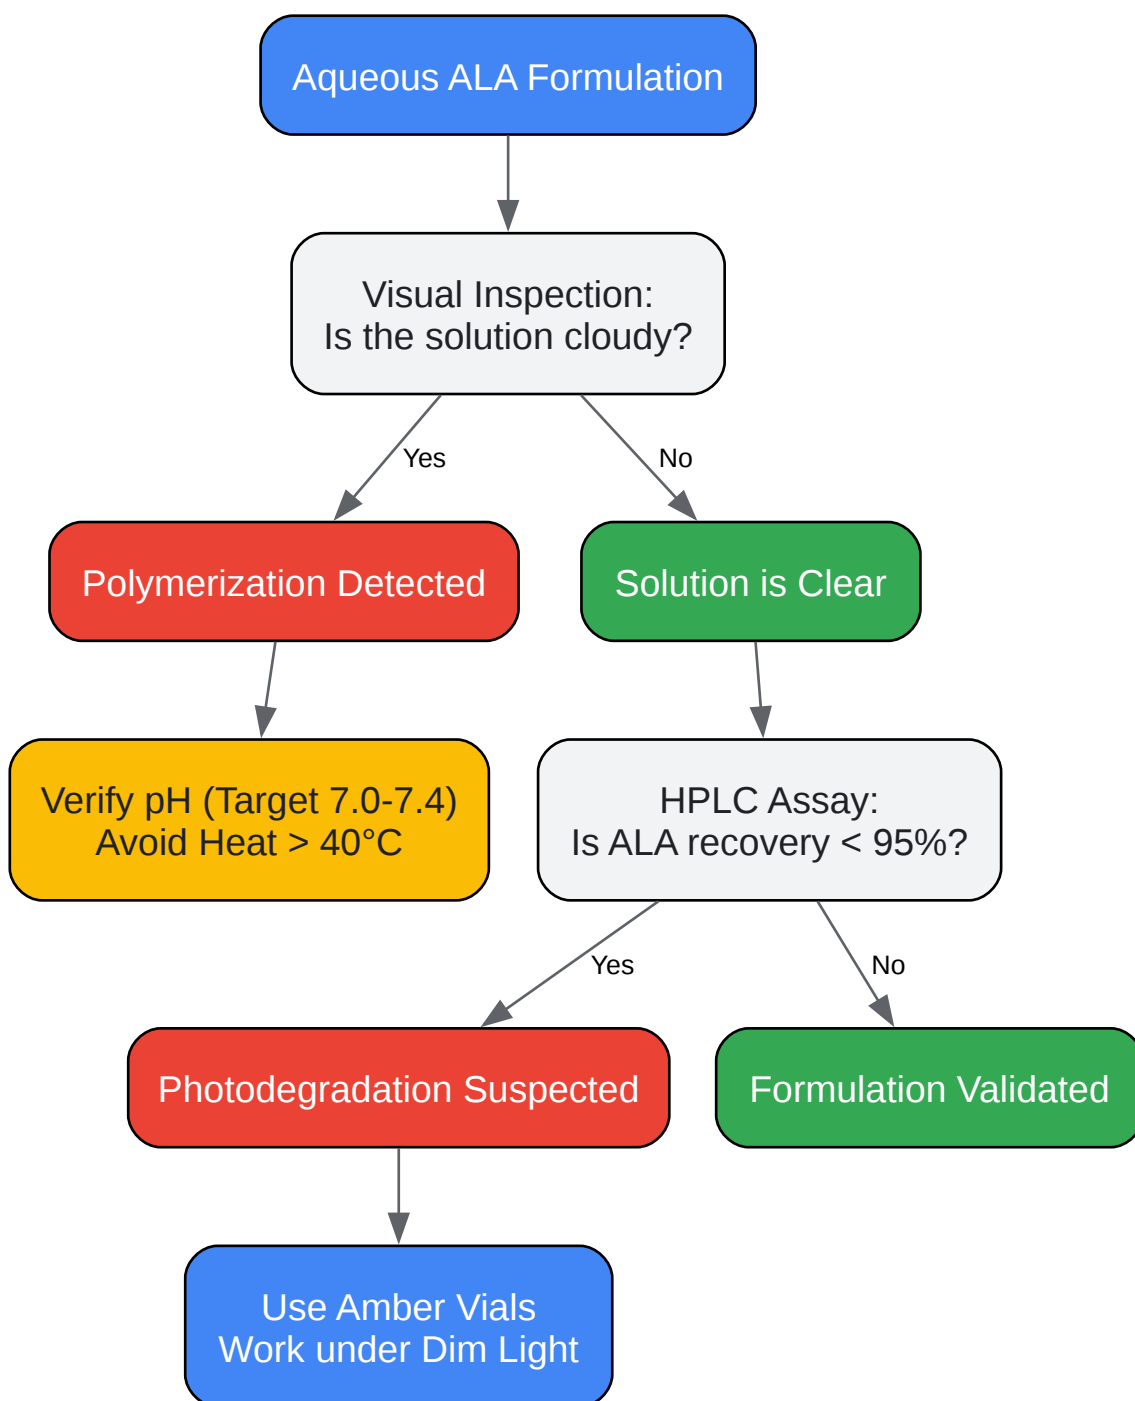 Aqueous ALA Formulation
Visual Inspection:
Is the solution cloudy?
Yes
No
Polymerization Detected
Solution is Clear
Verify pH (Target 7.0-7.4)
Avoid Heat > 40°C
HPLC Assay:
Is ALA recovery < 95%?
Yes
No
Photodegradation Suspected
Formulation Validated
Use Amber Vials
Work under Dim Light